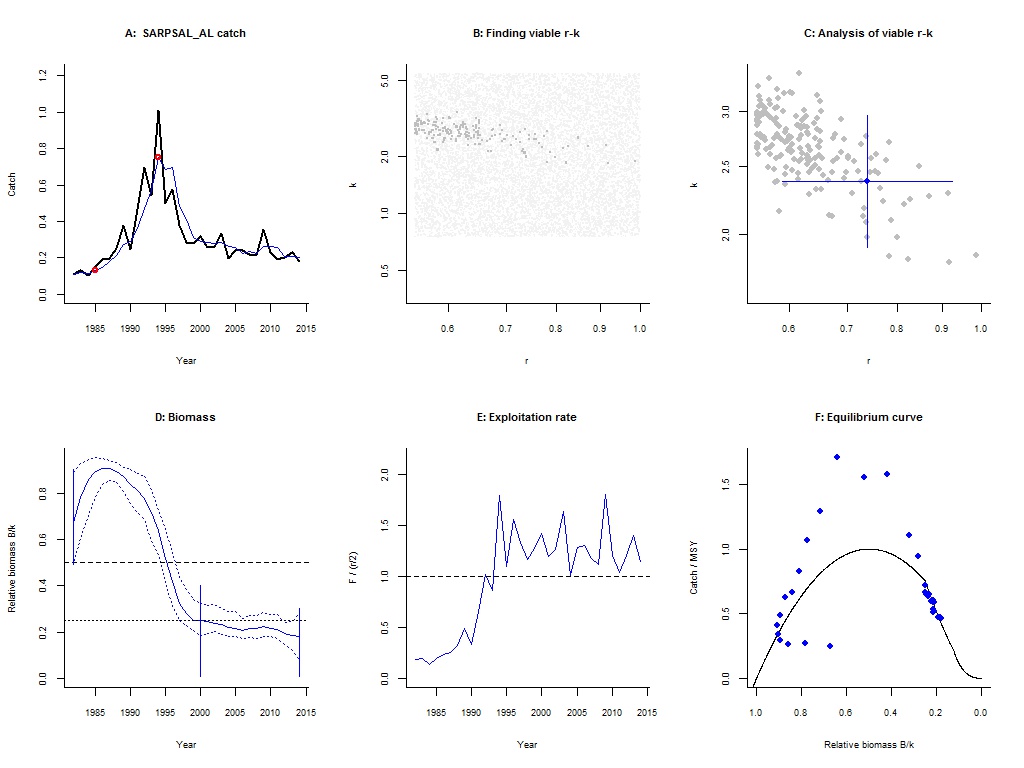 A: SARPSAL_AL catch
B: Finding viable r-k
C: Analysis of viable r-k
Catch
0.0 0.2 0.4 0.6 0.8 1.0 1.2
1985 1990 1995 2000 2005 2010 2015
Year
k
0.5 1.0 2.0 5.0
0.6 0.7 0.8 0.9 1.0
r
k
2.0 2.5 3.0
0.6 0.7 0.8 0.9 1.0
r
D: Biomass
E: Exploitation rate
F: Equilibrium curve
Relative biomass B/k
0.0 0.2 0.4 0.6 0.8
1985 1990 1995 2000 2005 2010 2015
Year
F / (r/2)
0.0 0.5 1.0 1.5 2.0
1985 1990 1995 2000 2005 2010 2015
Year
Catch / MSY
0.0 0.5 1.0 1.5
1.0 0.8 0.6 0.4 0.2 0.0
Relative biomass B/k